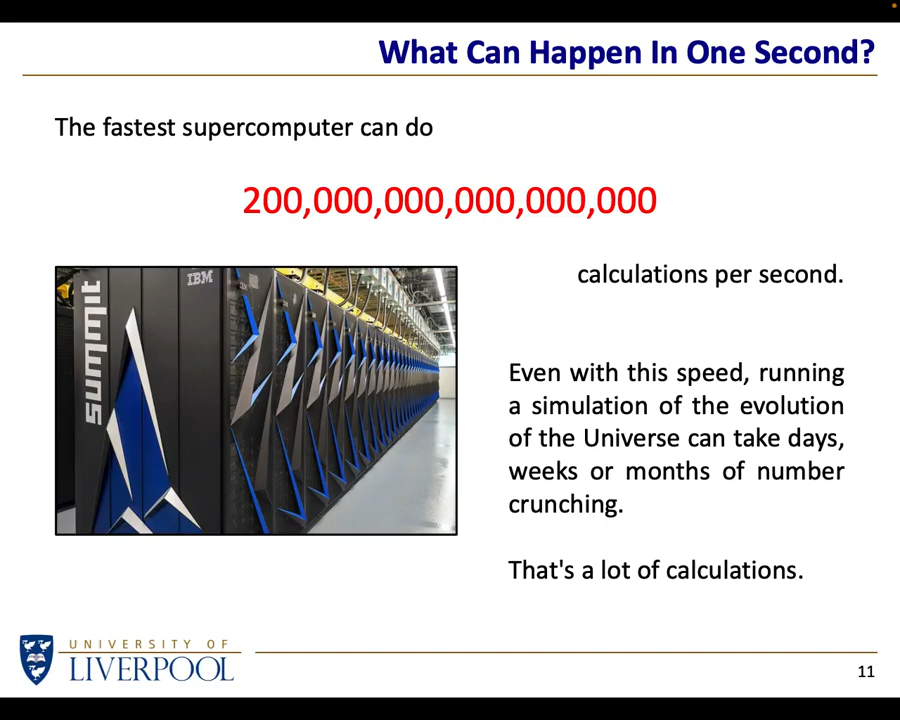 What Can Happen In One Second?
The fastest supercomputer can do
200,000,000,000,000,000
calculations per second.
summit
IBM
Even with this speed, running
a simulation of the evolution
of the Universe can take days,
weeks or months of number
crunching.
That's a lot of calculations.
UNIVERSITY OF
LIVERPOOL
11